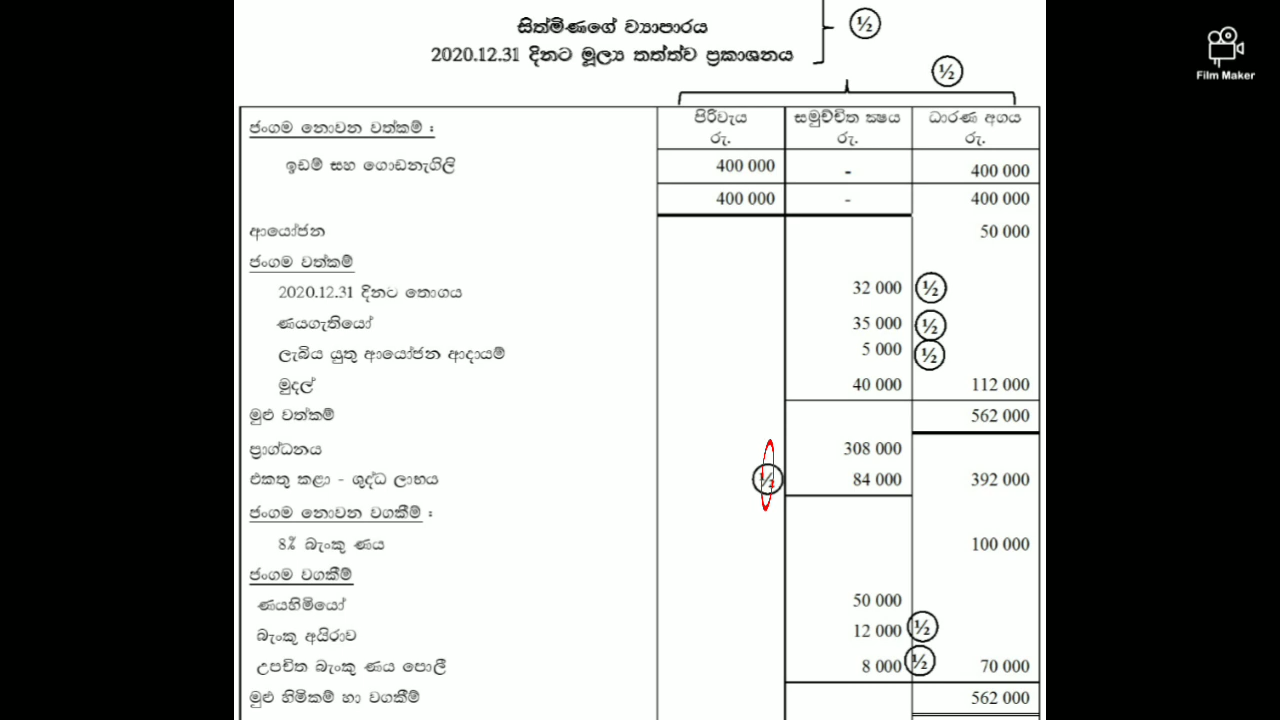 සිත්මිණගේ ව්‍යාපාරය ½
2020.12.31 දිනට මූල්‍ය තත්ත්ව ප්‍රකාශනය
Film Maker
½
ජංගම නොවන වත්කම් : පිරිවැය රු. සමුච්චිත ක්‍ෂය රු. ධාරණ අගය රු.
ඉඩම් සහ ගොඩනැගිලි 400 000 - 400 000
400 000 - 400 000
ආයෝජන 50 000
ජංගම වත්කම්
2020.12.31 දිනට තොගය 32 000 ½
ණයගැතියෝ 35 000 ½
ලැබිය යුතු ආයෝජන ආදායම් 5 000 ½
මුදල් 40 000 112 000
මුළු වත්කම් 562 000
ප්‍රාග්ධනය 308 000
එකතු කළා - ශුද්ධ ලාභය ½ 84 000 392 000
ජංගම නොවන වගකීම් :
8% බැංකු ණය 100 000
ජංගම වගකීම්
ණයහිමියෝ 50 000
බැංකු අයිරාව 12 000 ½
උපචිත බැංකු ණය පොලී 8 000 ½ 70 000
මුළු හිමිකම් හා වගකීම් 562 000